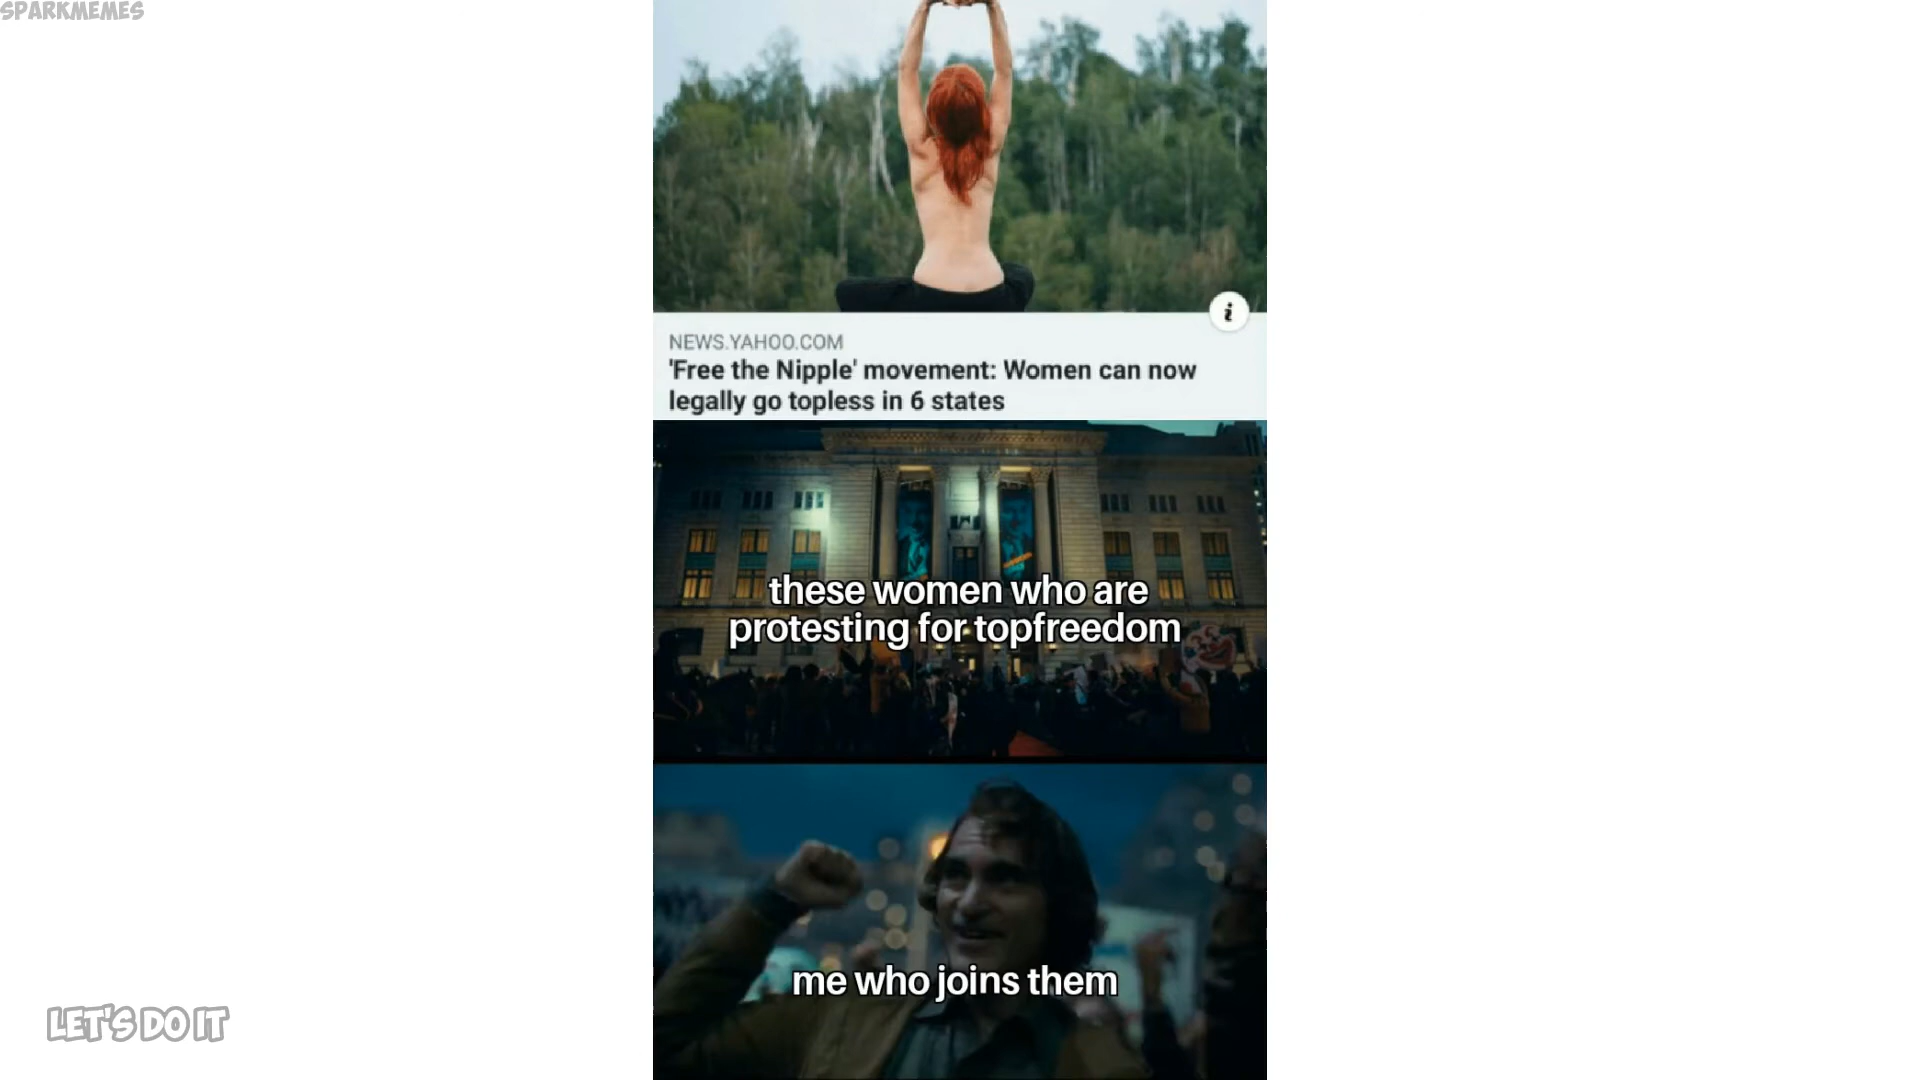 SPARKMEMES
NEWS.YAHOO.COM
'Free the Nipple' movement: Women can now
legally go topless in 6 states
these women who are
protesting for topfreedom
me who joins them
LET'S DO IT